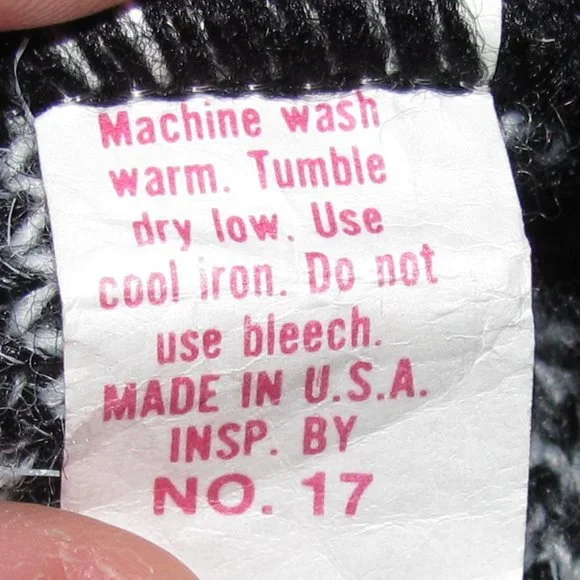 Machine wash
warm. Tumble
dry low. Use
cool iron. Do not
use bleech.
MADE IN U.S.A.
INSP. BY
NO. 17